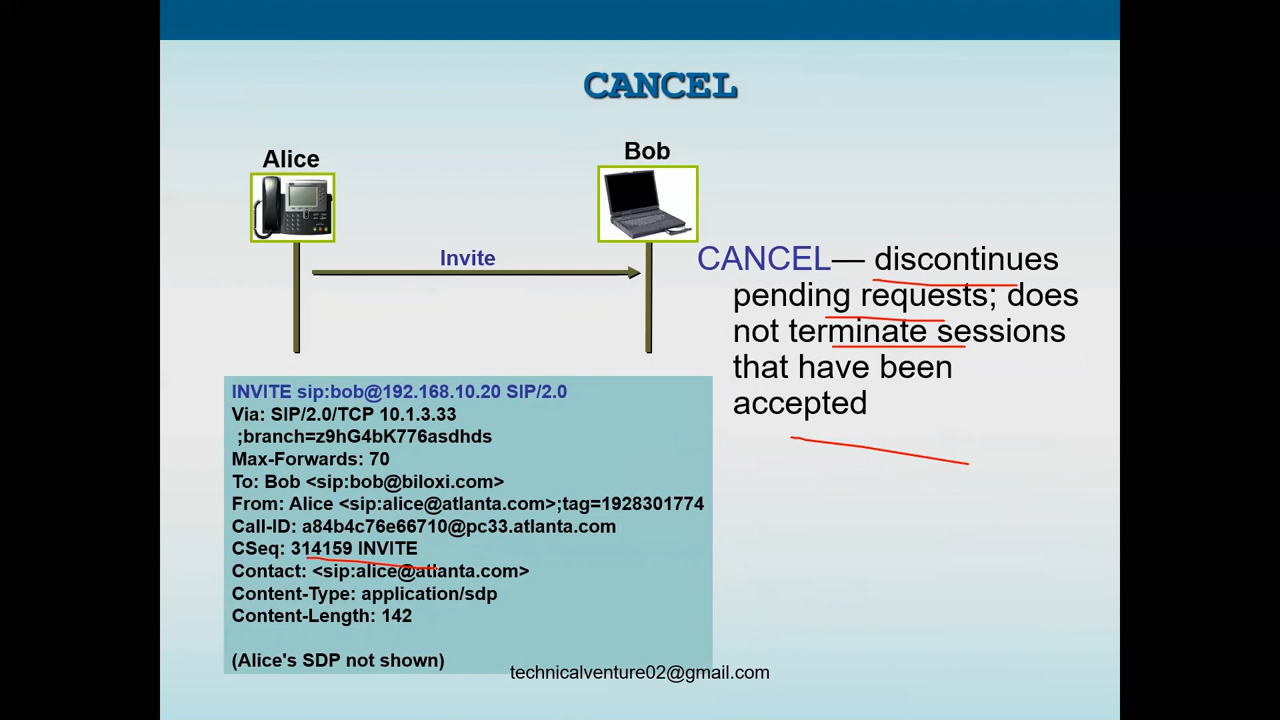 CANCEL
Alice
Bob
Invite
CANCEL— discontinues
pending requests; does
not terminate sessions
that have been
accepted
INVITE sip:bob@192.168.10.20 SIP/2.0
Via: SIP/2.0/TCP 10.1.3.33
;branch=z9hG4bK776asdhds
Max-Forwards: 70
To: Bob <sip:bob@biloxi.com>
From: Alice <sip:alice@atlanta.com>;tag=1928301774
Call-ID: a84b4c76e66710@pc33.atlanta.com
CSeq: 314159 INVITE
Contact: <sip:alice@atlanta.com>
Content-Type: application/sdp
Content-Length: 142
(Alice's SDP not shown)
technicalventure02@gmail.com